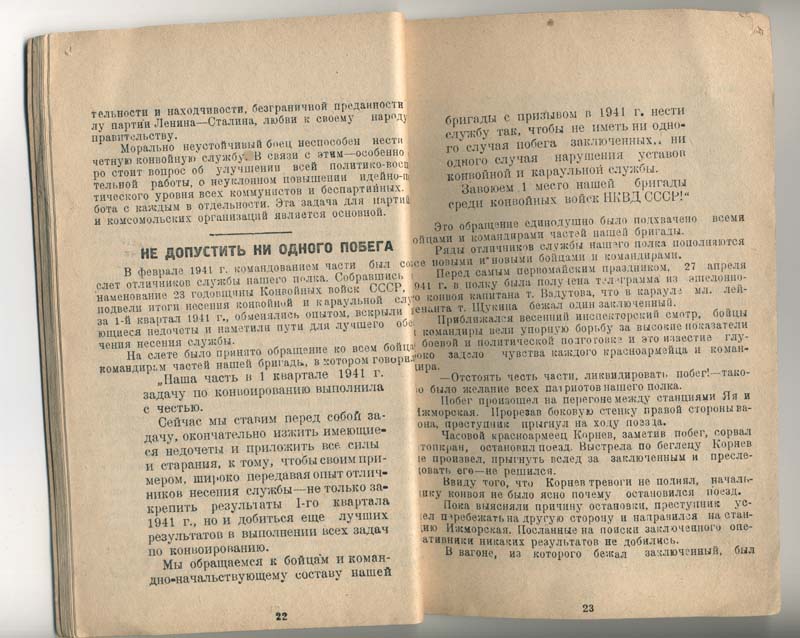 тельности и находчивости, безграничной преданности
лу партии Ленина—Сталина, любви к своему народу
правительству.
Морально неустойчивый боец неспособен нести
четную конвойную службу. В связи с этим—особенно
ро стоит вопрос об улучшении всей политико-восп
тельной работы, о неуклонном повышении идейно-п
тического уровня всех коммунистов и беспартийных.
бота с каждым в отдельности. Эта задача для партий
и комсомольских организаций является основной.
НЕ ДОПУСТИТЬ НИ ОДНОГО ПОБЕГА
В феврале 1941 г. командованием части был со
слет отличников службы нашего полка. Собравшись
наменование 23 годовщины Конвойных войск СССР,
подвели итоги несения конвойной и караульной слу
за 1-й квартал 1941 г., обменялись опытом, вскрыли
ющиеся недочеты и наметили пути для лучшего обе
чения несения службы.
На слете было принято обращение ко всем бойца
командирам частей нашей бригады, в котором говори
„Наша часть в 1 квартале 1941 г.
задачу по конвоированию выполнила
с честью.
Сейчас мы ставим перед собой за-
дачу, окончательно изжить имеющие-
ся недочеты и приложить все силы
и старания, к тому, чтобы своим при-
мером, широко передавая опыт отлич-
ников несения службы—не только за-
крепить результаты 1-го квартала
1941 г., но и добиться еще лучших
результатов в выполнении всех задач
по конвоированию.
Мы обращаемся к бойцам и коман-
дно-начальствующему составу нашей
22
бригады с призывом в 1941 г. нести
службу так, чтобы не иметь ни одно-
го случая побега заключенных, ни
одного случая нарушения уставов
конвойной и караульной службы.
Завоюем 1 место нашей бригады
среди конвойных войск НКВД СССР!"
Это обращение единодушно было подхвачено всеми
бойцами и командирами частей нашей бригады.
Ряды отличников службы нашего полка пополняются
все новыми и новыми бойцами и командирами.
Перед самым первомайским праздником, 27 апреля
1941 г. в полку была получена телеграмма из эшелонно-
го конвоя капитана т. Вадутова, что в карауле мл. лей-
тенанта т. Щукина бежал один заключенный.
Приближался весенний инспекторский смотр, бойцы
командиры вели упорную борьбу за высокие показатели
боевой и политической подготовке и это известие глу-
боко задело чувства каждого красноармейца и коман-
дира.
—Отстоять честь части, ликвидировать побег!—тако-
во было желание всех патриотов нашего полка.
Побег произошел на перегоне между станциями Яя и
Ижморская. Прорезав боковую стенку правой стороны ва-
она, преступник прыгнул на ходу поезда.
Часовой красноармеец Корнев, заметив побег, сорвал
топкран, остановил поезд. Выстрела по беглецу Корнев
не произвел, прыгнуть вслед за заключенным и пресле-
довать его—не решился.
Ввиду того, что Корнев тревоги не поднял, началь-
нику конвоя не было ясно почему остановился поезд.
Пока выясняли причину остановки, преступник ус-
ел перебежать на другую сторону и направился на стан-
цию Ижморская. Посланные на поиски заключенного опе-
ративники никаких результатов не добились.
В вагоне, из которого бежал заключенный, был
23